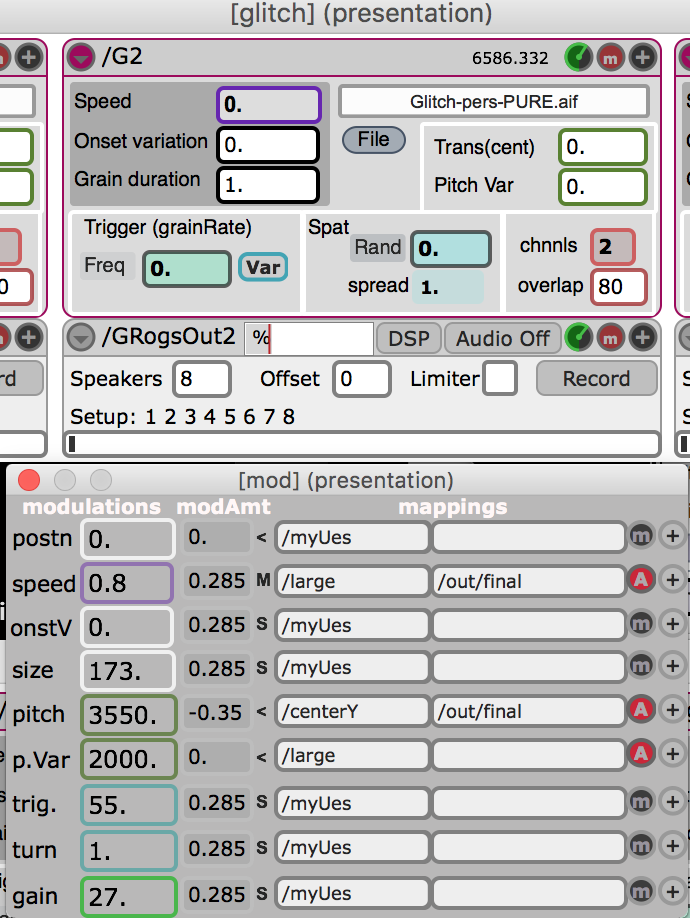 [glitch] (presentation)
/G2 6586.332 m +
Speed 0. Glitch-pers-PURE.aif
Onset variation 0. File Trans(cent) 0.
Grain duration 1. Pitch Var 0.
Trigger (grainRate) Spat
Freq 0. Var Rand 0. chnnls 2
spread 1. overlap 80
/GRogsOut2 % DSP Audio Off m +
Speakers 8 Offset 0 Limiter Record
Setup: 1 2 3 4 5 6 7 8
[mod] (presentation)
modulations modAmt mappings
postn 0. 0. < /myUes m +
speed 0.8 0.285 M /large /out/final A +
onstV 0. 0.285 S /myUes m +
size 173. 0.285 S /myUes m +
pitch 3550. -0.35 < /centerY /out/final A +
p.Var 2000. 0. < /large A +
trig. 55. 0.285 S /myUes m +
turn 1. 0.285 S /myUes m +
gain 27. 0.285 S /myUes m +